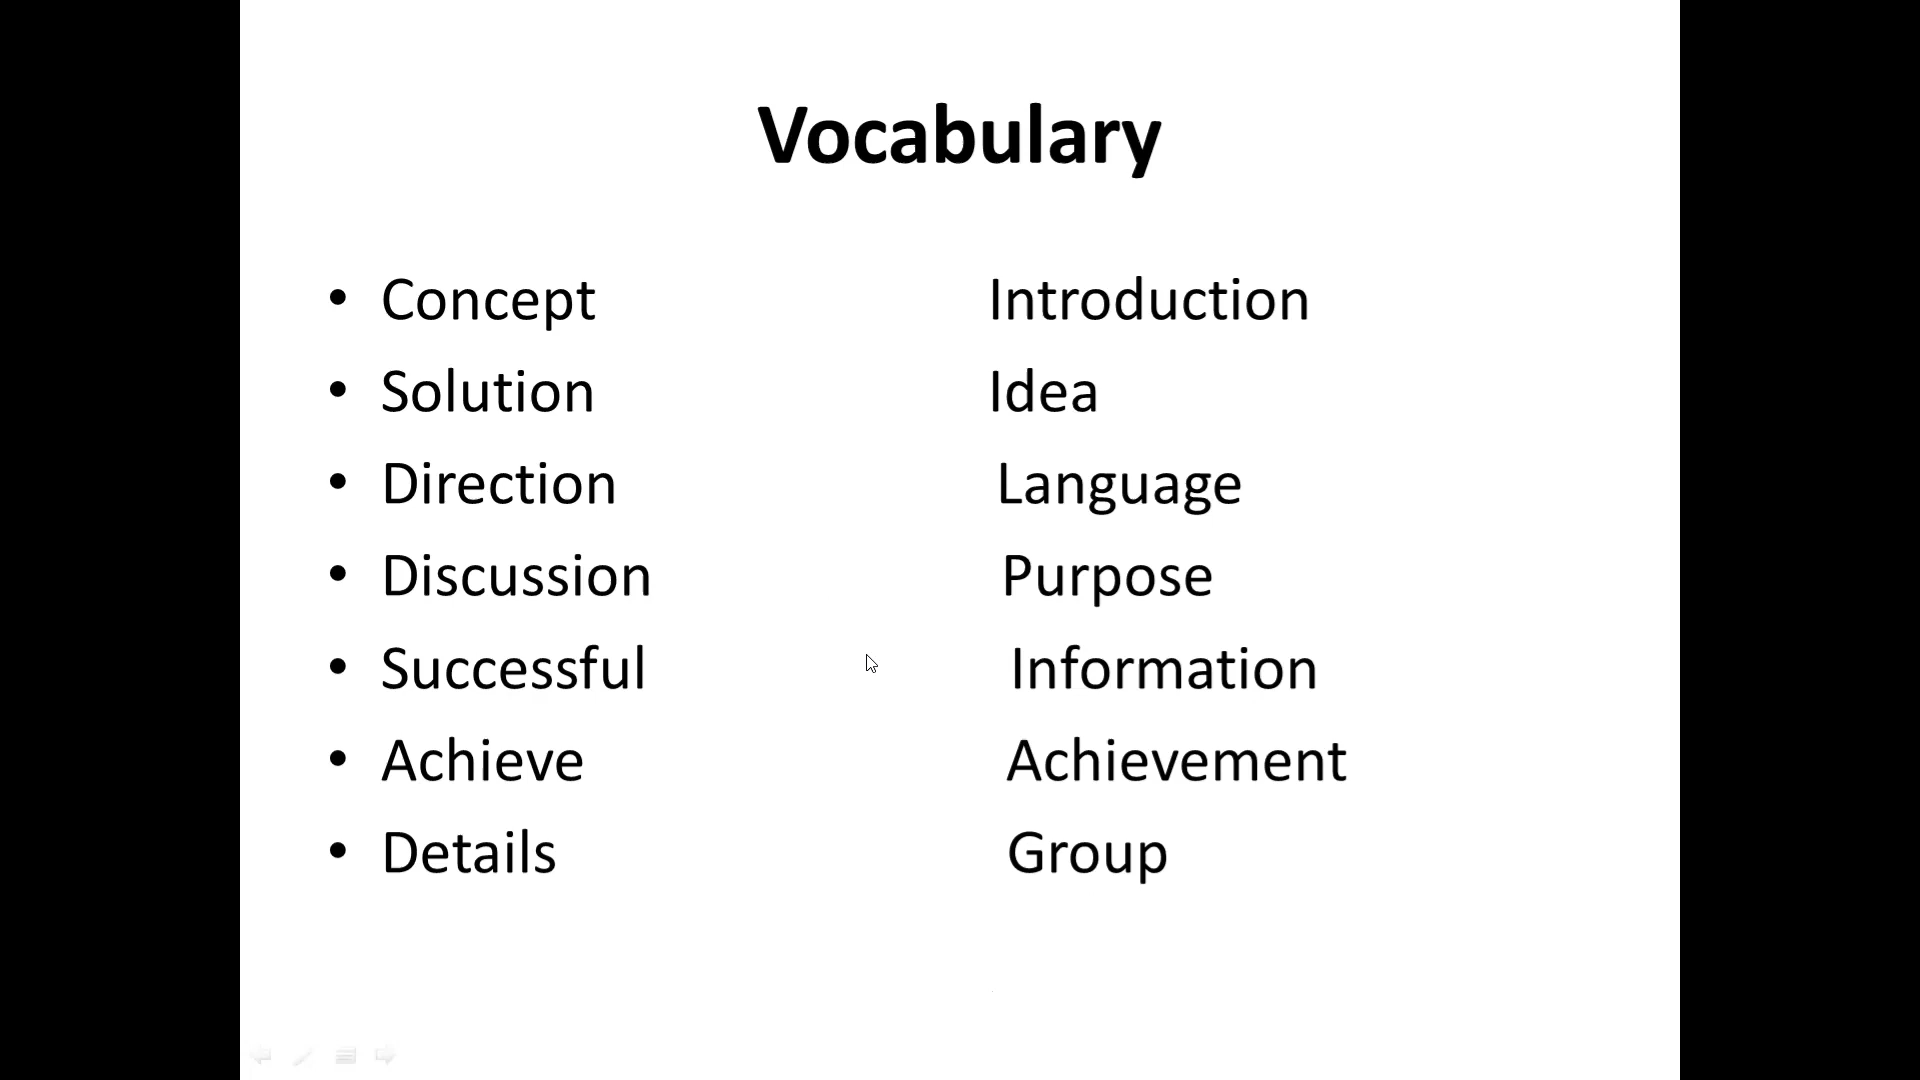 Vocabulary
• Concept Introduction
• Solution Idea
• Direction Language
• Discussion Purpose
• Successful Information
• Achieve Achievement
• Details Group